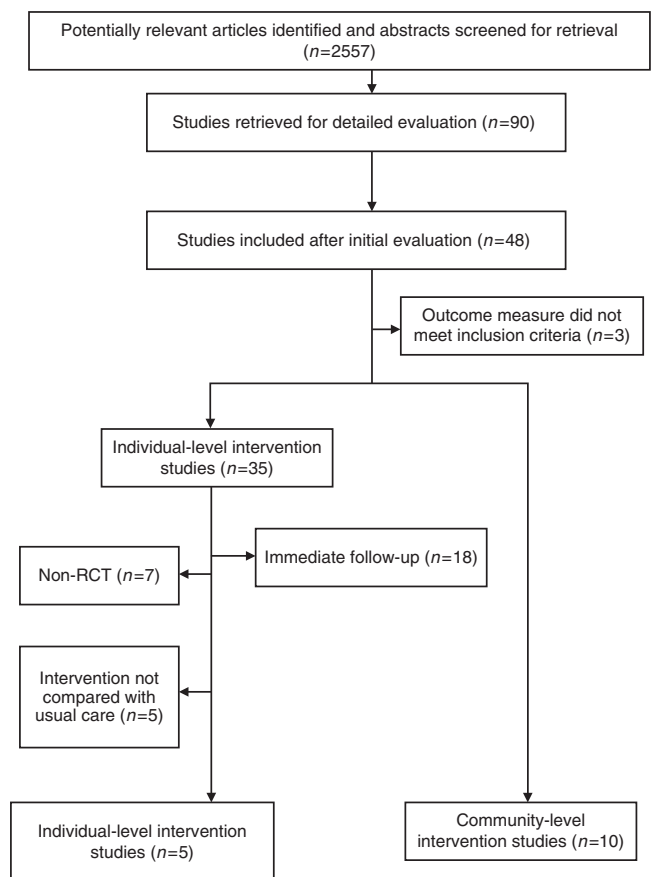 Potentially relevant articles identified and abstracts screened for retrieval
(n=2557)
Studies retrieved for detailed evaluation (n=90)
Studies included after initial evaluation (n=48)
Outcome measure did not
meet inclusion criteria (n=3)
Individual-level intervention
studies (n=35)
Immediate follow-up (n=18)
Non-RCT (n=7)
Intervention not
compared with
usual care (n=5)
Individual-level intervention
studies (n=5)
Community-level
intervention studies (n=10)